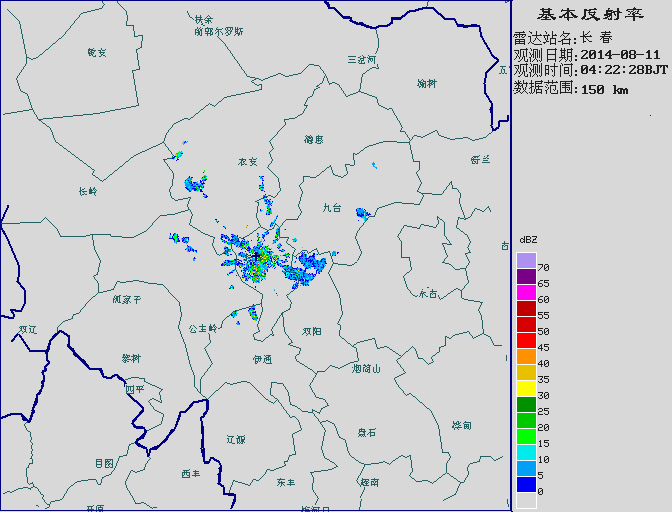 基本反射率
雷达站名:长 春
观测日期:2014-08-11
观测时间:04:22:28BJT
数据范围:150 km
扶余
前郭尔罗斯
乾安
三岔河
榆树
五
德惠
农安
舒兰
长岭
九台
吉
永吉
双辽
公主岭
双阳
梨树
伊通
烟筒山
四平
辽源
盘石
桦甸
昌图
西丰
东丰
辉南
开原
dBZ
70
65
60
55
50
45
40
35
30
25
20
15
10
5
0